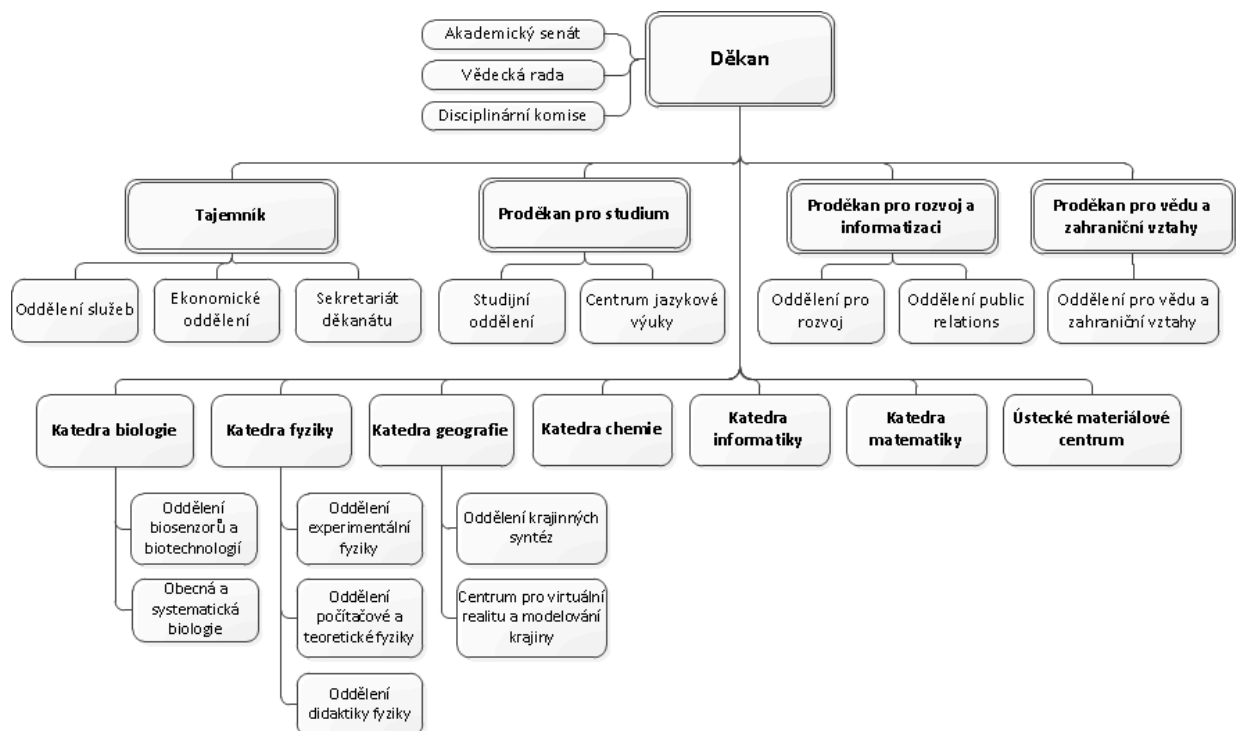 Akademický senát
Vědecká rada
Disciplinární komise
Děkan
Tajemník
Proděkan pro studium
Proděkan pro rozvoj a
informatizaci
Proděkan pro vědu a
zahraniční vztahy
Oddělení služeb
Ekonomické
oddělení
Sekretariát
děkanátu
Studijní
oddělení
Centrum jazykové
výuky
Oddělení pro
rozvoj
Oddělení public
relations
Oddělení pro vědu a
zahraniční vztahy
Katedra biologie
Katedra fyziky
Katedra geografie
Katedra chemie
Katedra
informatiky
Katedra
matematiky
Ústecké materiálové
centrum
Oddělení
biosenzorů a
biotechnologií
Obecná a
systematická
biologie
Oddělení
experimentální
fyziky
Oddělení
počítačové a
teoretické fyziky
Oddělení
didaktiky fyziky
Oddělení krajinných
syntéz
Centrum pro virtuální
realitu a modelování
krajiny